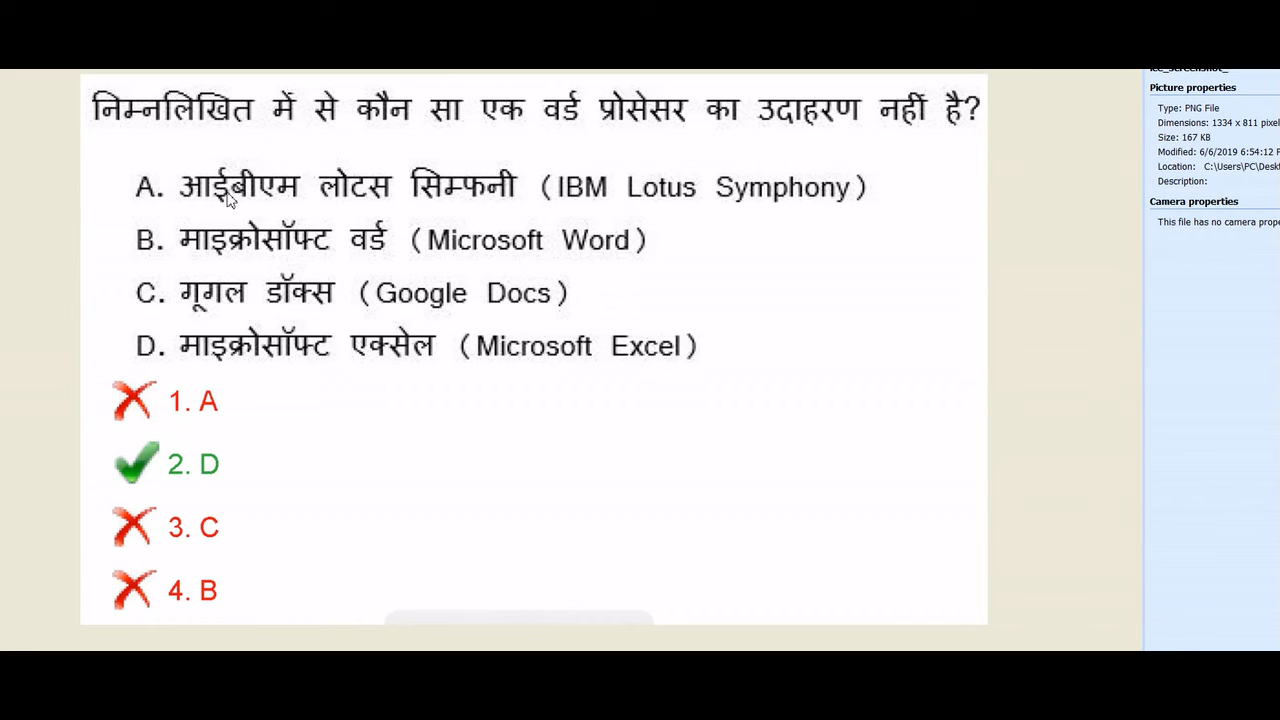 निम्नलिखित में से कौन सा एक वर्ड प्रोसेसर का उदाहरण नहीं है?
A. आईबीएम लोटस सिम्फनी (IBM Lotus Symphony)
B. माइक्रोसॉफ्ट वर्ड (Microsoft Word)
C. गूगल डॉक्स (Google Docs)
D. माइक्रोसॉफ्ट एक्सेल (Microsoft Excel)
1. A
2. D
3. C
4. B
Picture properties
Type: PNG File
Dimensions: 1334 x 811 pixel
Size: 167 KB
Modified: 6/6/2019 6:54:12 P
Location: C:\Users\PC\Desk
Description:
Camera properties
This file has no camera prope